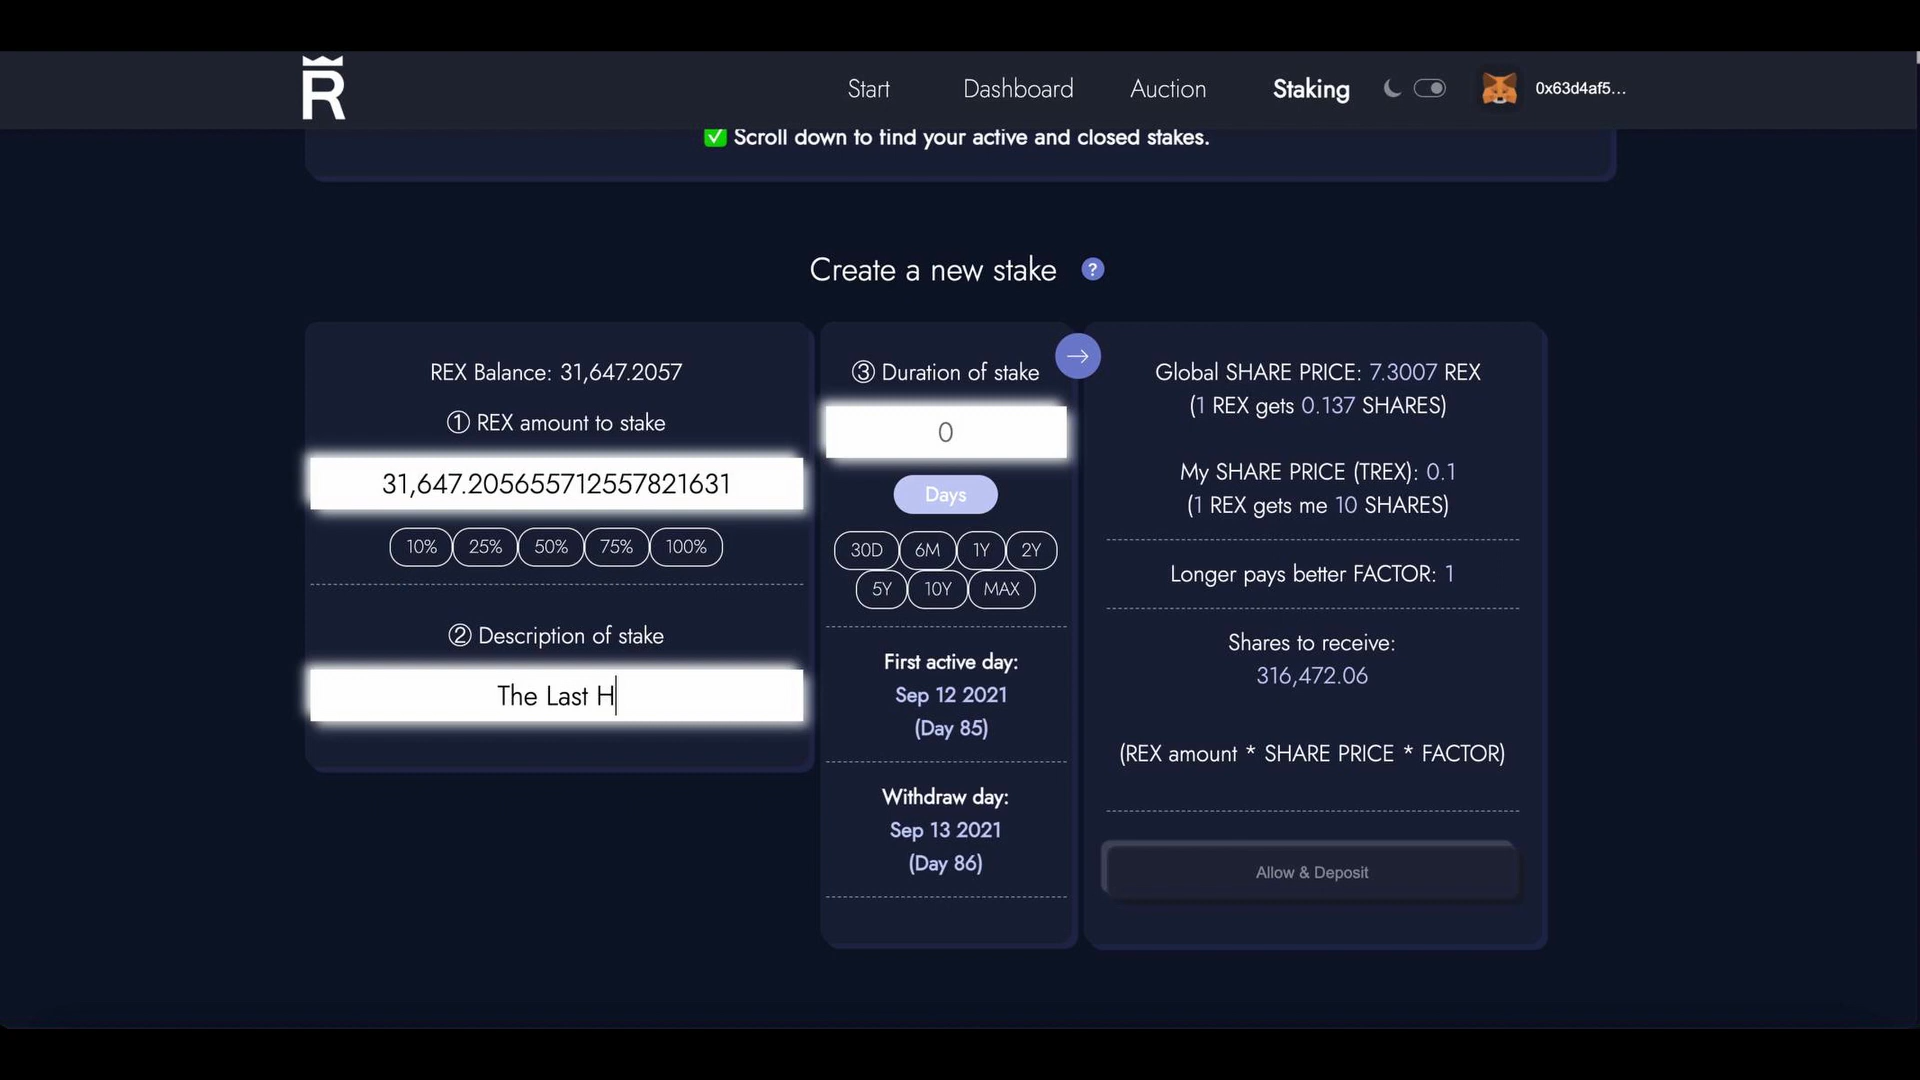 R
Start
Dashboard
Auction
Staking
0x63d4af5...
✅ Scroll down to find your active and closed stakes.
Create a new stake
?
REX Balance: 31,647.2057
① REX amount to stake
31,647.205655712557821631
10%
25%
50%
75%
100%
② Description of stake
The Last H
③ Duration of stake
0
Days
30D
6M
1Y
2Y
5Y
10Y
MAX
First active day:
Sep 12 2021
(Day 85)
Withdraw day:
Sep 13 2021
(Day 86)
→
Global SHARE PRICE: 7.3007 REX
(1 REX gets 0.137 SHARES)
My SHARE PRICE (TREX): 0.1
(1 REX gets me 10 SHARES)
Longer pays better FACTOR: 1
Shares to receive:
316,472.06
(REX amount * SHARE PRICE * FACTOR)
Allow & Deposit